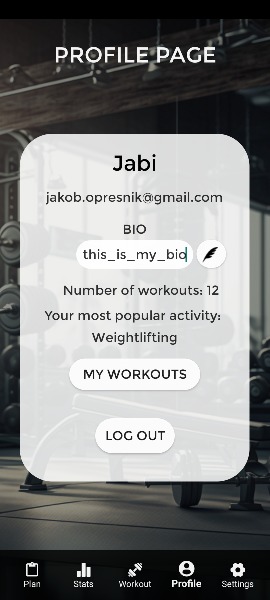 PROFILE PAGE
Jabi
jakob.opresnik@gmail.com
BIO
this_is_my_bio
Number of workouts: 12
Your most popular activity:
Weightlifting
MY WORKOUTS
LOG OUT
Plan
Stats
Workout
Profile
Settings